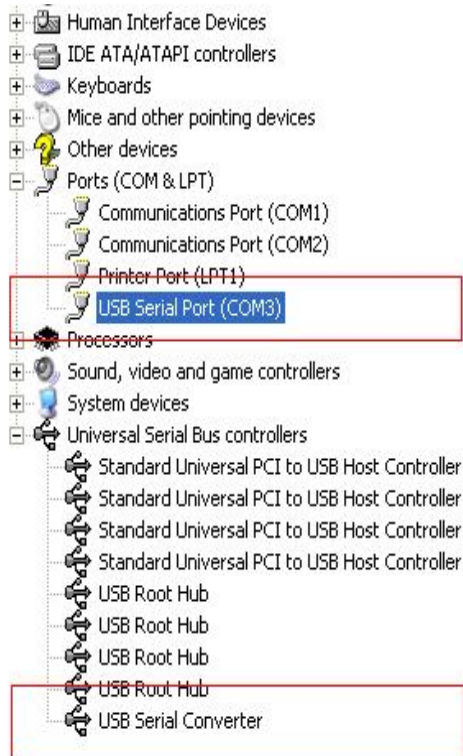 Human Interface Devices
IDE ATA/ATAPI controllers
Keyboards
Mice and other pointing devices
Other devices
Ports (COM & LPT)
Communications Port (COM1)
Communications Port (COM2)
Printer Port (LPT1)
USB Serial Port (COM3)
Processors
Sound, video and game controllers
System devices
Universal Serial Bus controllers
Standard Universal PCI to USB Host Controller
Standard Universal PCI to USB Host Controller
Standard Universal PCI to USB Host Controller
Standard Universal PCI to USB Host Controller
USB Root Hub
USB Root Hub
USB Root Hub
USB Root Hub
USB Serial Converter